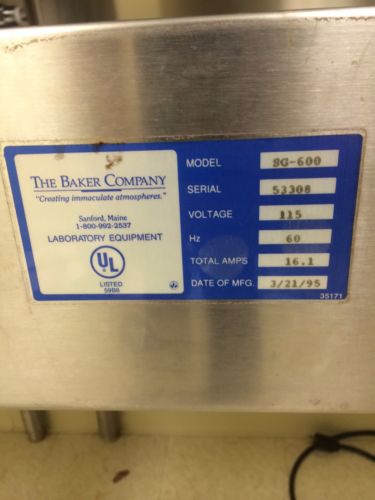 THE BAKER COMPANY
"Creating immaculate atmospheres."
Sanford, Maine
1-800-992-2537
LABORATORY EQUIPMENT
UL
LISTED
59B8
MODEL SG-600
SERIAL 53308
VOLTAGE 115
Hz 60
TOTAL AMPS 16.1
DATE OF MFG. 3/21/95
35171